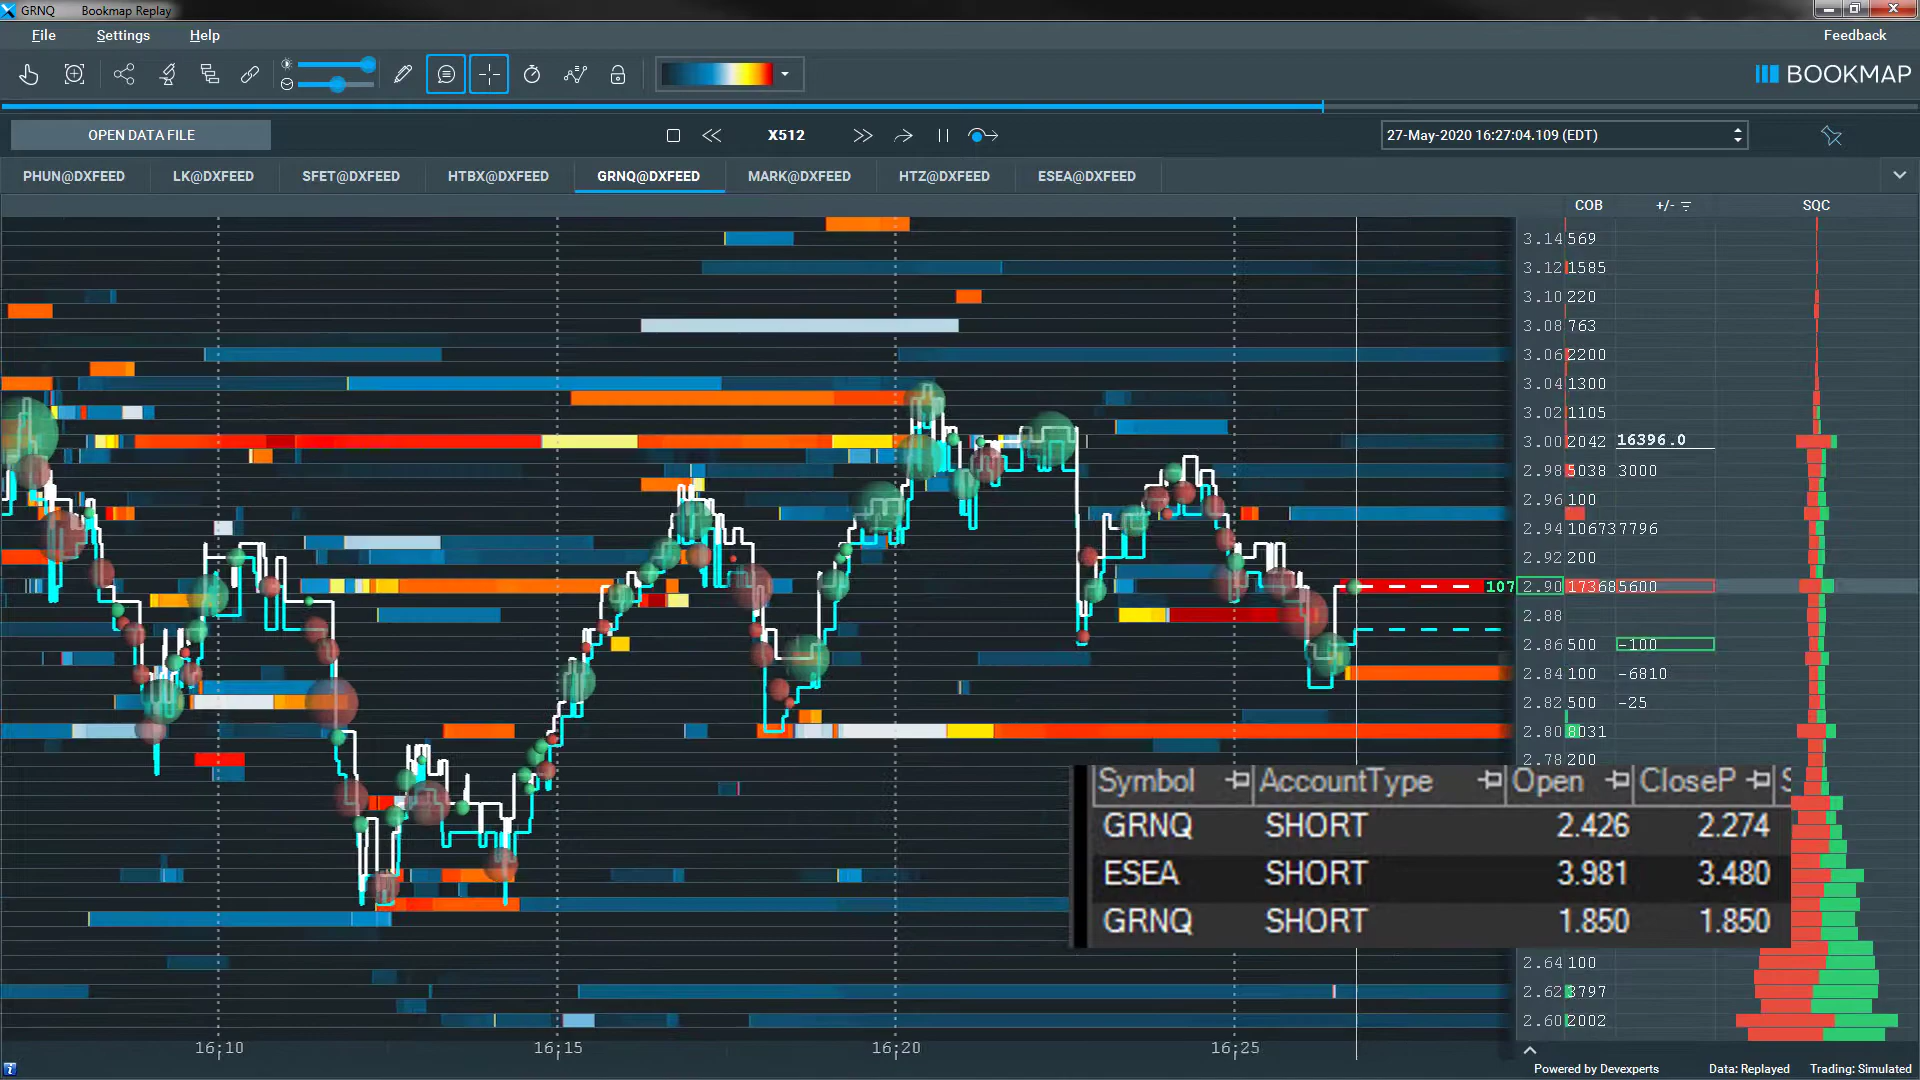 GRNQ Bookmap Replay
File Settings Help Feedback
BOOKMAP
OPEN DATA FILE X512 27-May-2020 16:27:04.109 (EDT)
PHUN@DXFEED LK@DXFEED SFET@DXFEED HTBX@DXFEED GRNQ@DXFEED MARK@DXFEED HTZ@DXFEED ESEA@DXFEED
COB +/- SQC
3.14 569
3.12 1585
3.10 220
3.08 763
3.06 2200
3.04 1300
3.02 1105
3.00 2042 16396.0
2.98 5038 3000
2.96 100
2.94 10673 7796
2.92 200
107 2.90 17368 5600
2.88
2.86 500 -100
2.84 100 -6810
2.82 500 -25
2.80 8031
2.78 200
Symbol AccountType Open CloseP
GRNQ SHORT 2.426 2.274
ESEA SHORT 3.981 3.480
GRNQ SHORT 1.850 1.850
2.64 100
2.62 3797
2.60 2002
16:10 16:15 16:20 16:25
Powered by Devexperts Data: Replayed Trading: Simulated